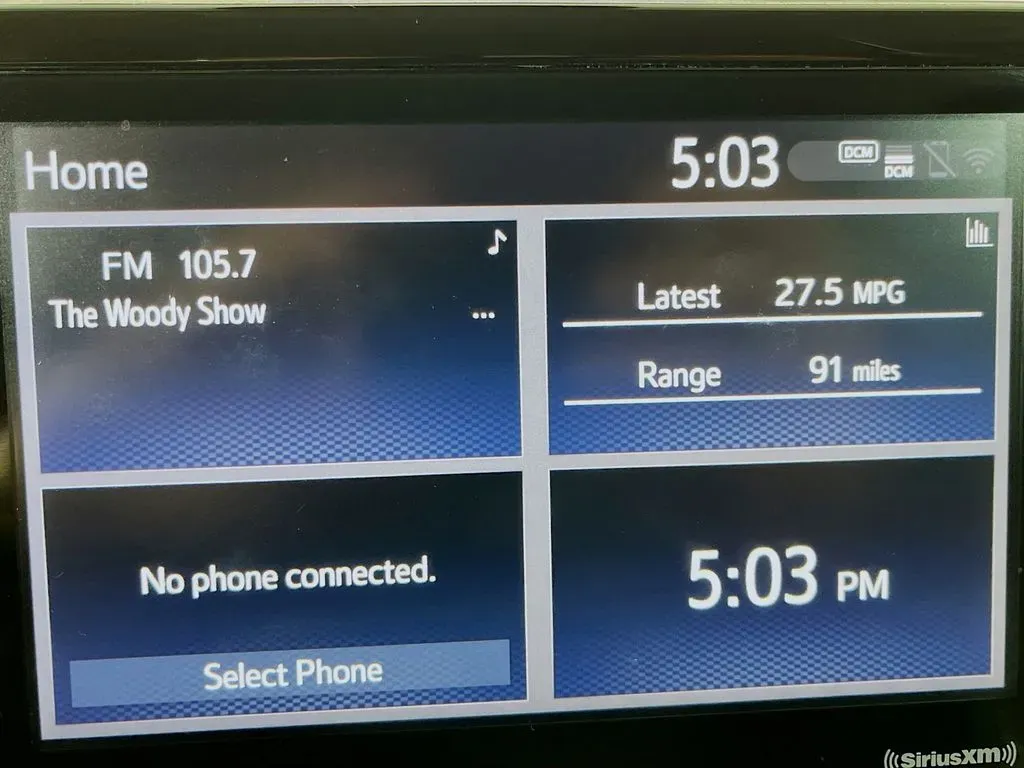 Home
5:03
DCM
DCM
FM 105.7
The Woody Show
...
Latest 27.5 MPG
Range 91 miles
No phone connected.
Select Phone
5:03 PM
((SiriusXM))